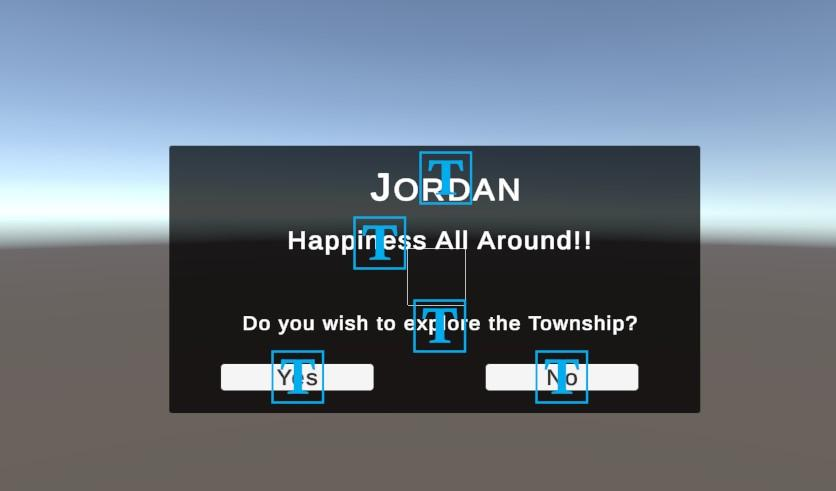 JORDAN
Happiness All Around!!
Do you wish to explore the Township?
Yes No